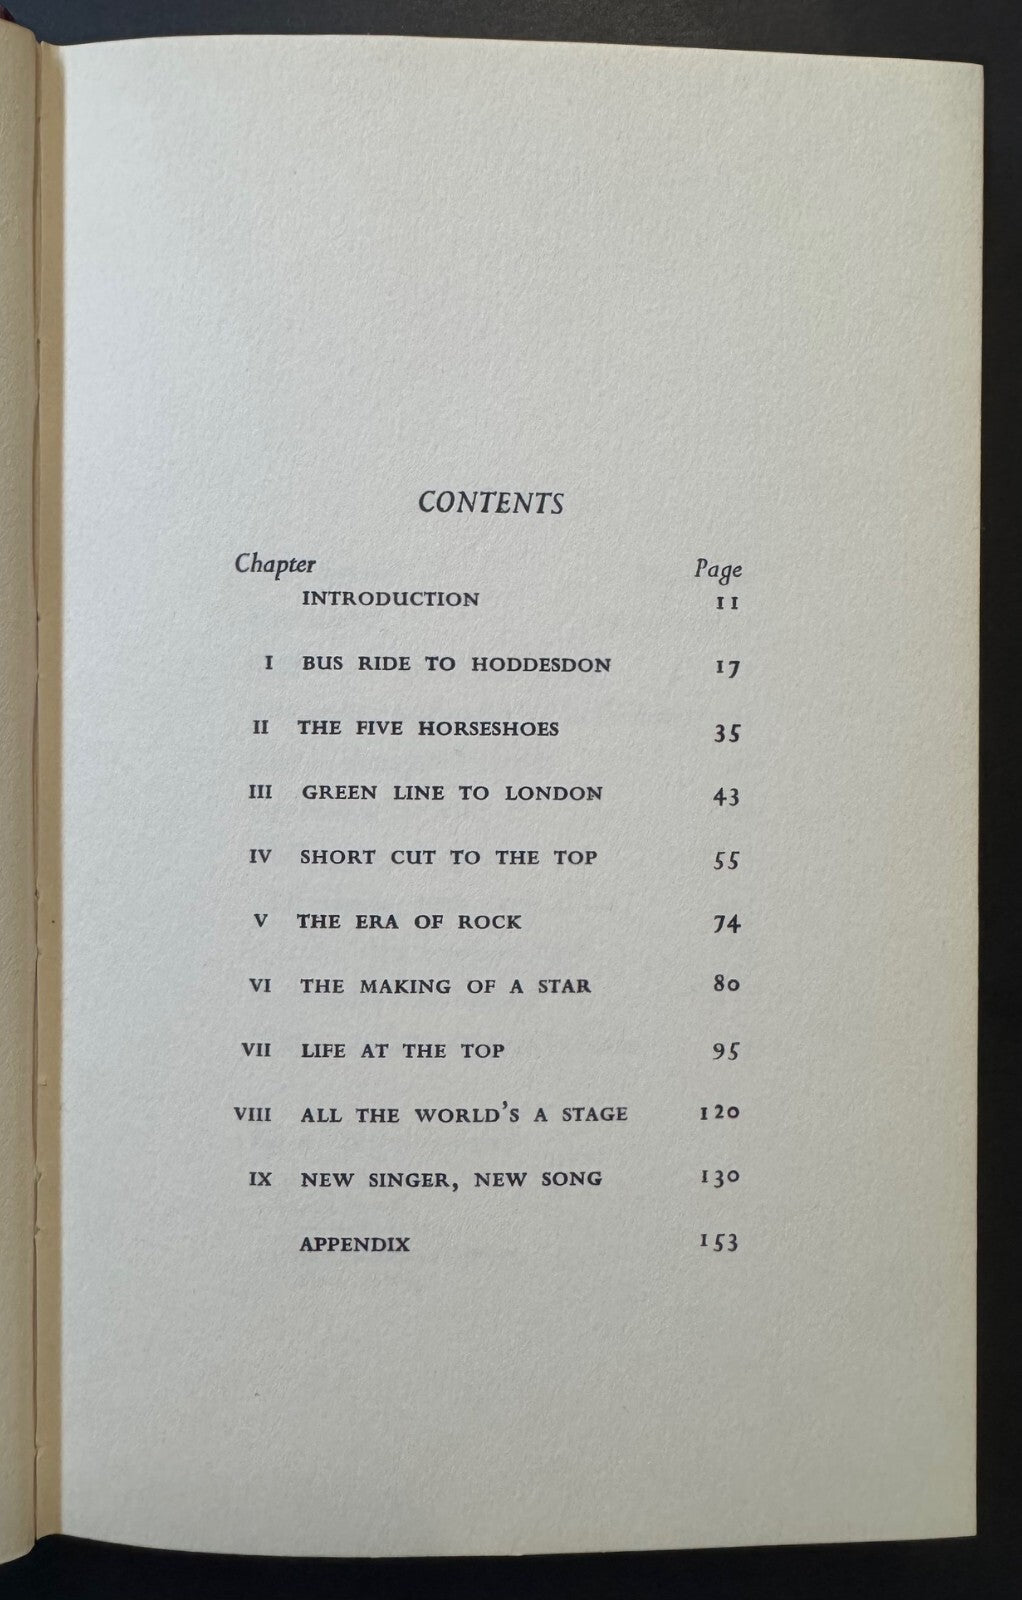 CONTENTS
Chapter Page
INTRODUCTION 11
I BUS RIDE TO HODDESDON 17
II THE FIVE HORSESHOES 35
III GREEN LINE TO LONDON 43
IV SHORT CUT TO THE TOP 55
V THE ERA OF ROCK 74
VI THE MAKING OF A STAR 80
VII LIFE AT THE TOP 95
VIII ALL THE WORLD'S A STAGE 120
IX NEW SINGER, NEW SONG 130
APPENDIX 153